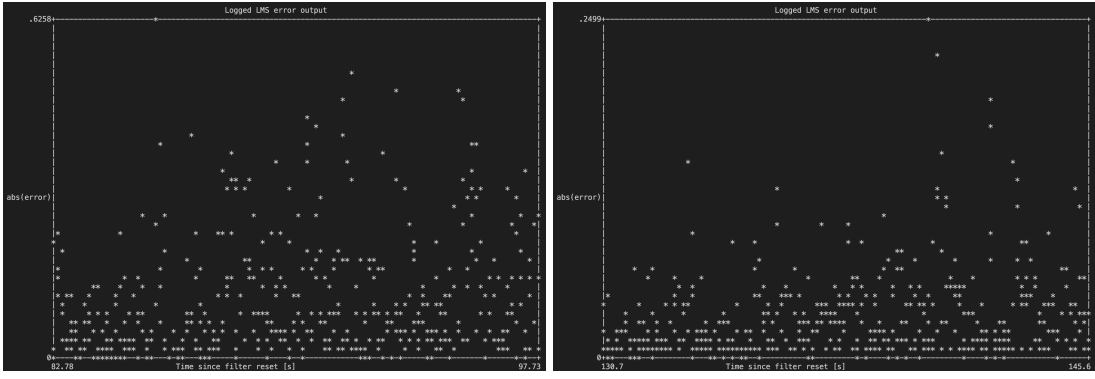 Logged LMS error output
.6258
abs(error)
0
82.78 Time since filter reset [s] 97.73
Logged LMS error output
.2499
abs(error)
0
130.7 Time since filter reset [s] 145.6